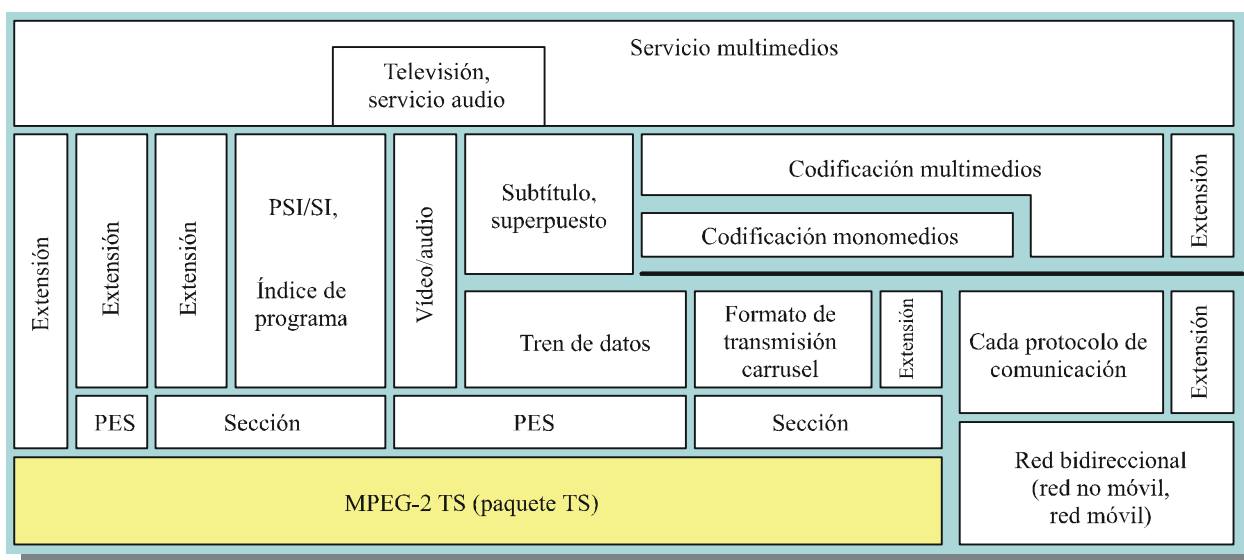 Servicio multimedios
Televisión,
servicio audio
Extensión
Extensión
Extensión
PSI/SI,
Índice de
programa
Vídeo/audio
Subtítulo,
superpuesto
Codificación multimedios
Codificación monomedios
Extensión
Tren de datos
Formato de
transmisión
carrusel
Extensión
Cada protocolo de
comunicación
Extensión
PES
Sección
PES
Sección
MPEG-2 TS (paquete TS)
Red bidireccional
(red no móvil,
red móvil)